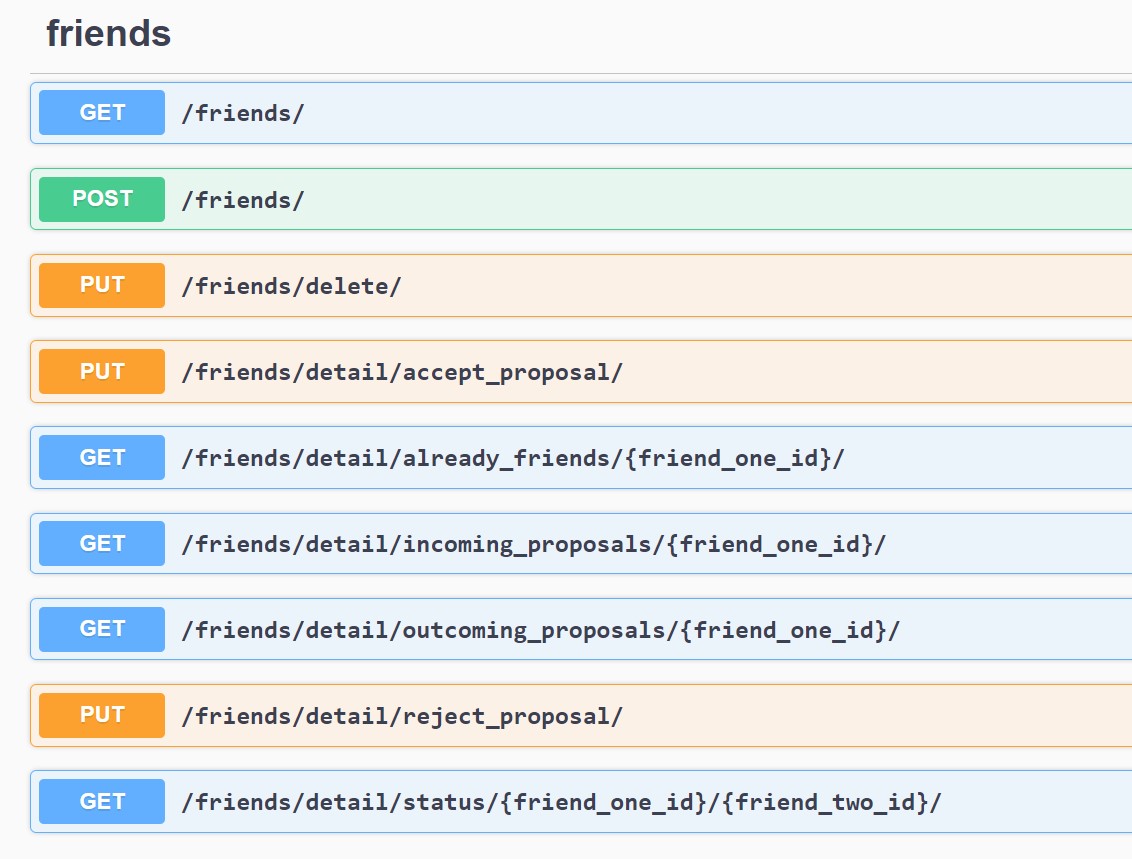 friends
GET /friends/
POST /friends/
PUT /friends/delete/
PUT /friends/detail/accept_proposal/
GET /friends/detail/already_friends/{friend_one_id}/
GET /friends/detail/incoming_proposals/{friend_one_id}/
GET /friends/detail/outcoming_proposals/{friend_one_id}/
PUT /friends/detail/reject_proposal/
GET /friends/detail/status/{friend_one_id}/{friend_two_id}/